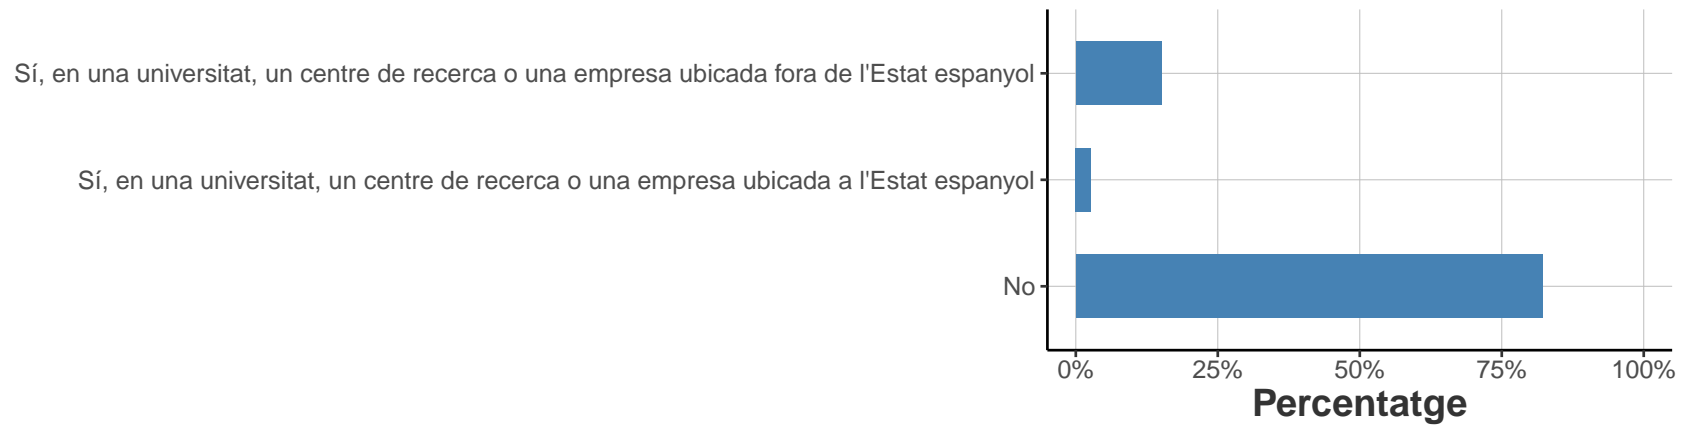 Sí, en una universitat, un centre de recerca o una empresa ubicada fora de l'Estat espanyol
Sí, en una universitat, un centre de recerca o una empresa ubicada a l'Estat espanyol
No
0% 25% 50% 75% 100%
Percentatge